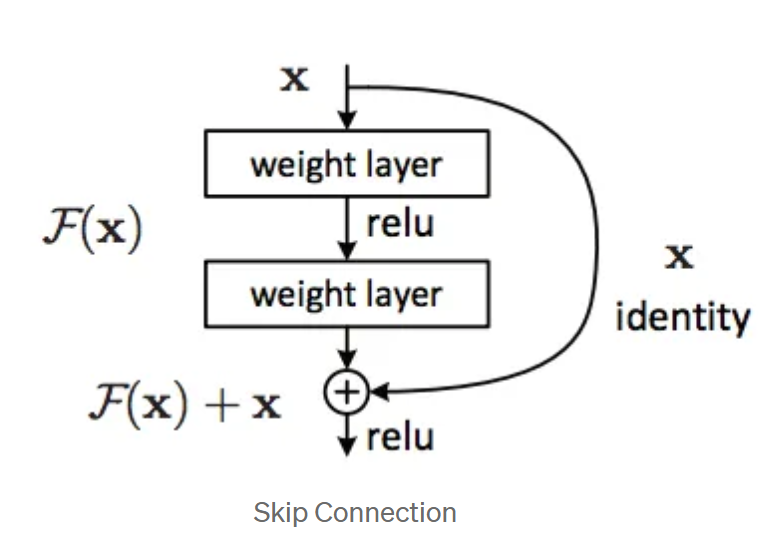 x
weight layer
relu
F(x)
x
identity
weight layer
F(x) + x
relu
Skip Connection